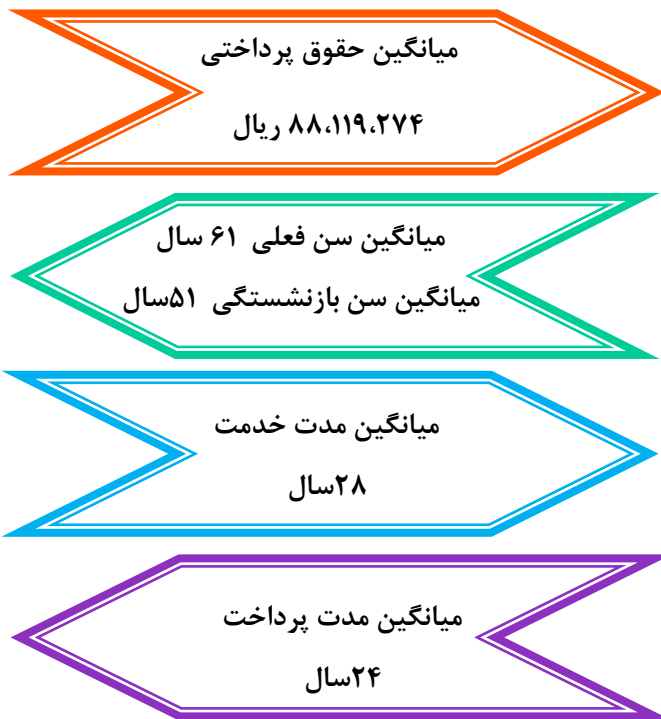 میانگین حقوق پرداختی
۸۸،۱۱۹،۲۷۴ ریال
میانگین سن فعلی ۶۱ سال
میانگین سن بازنشستگی ۵۱سال
میانگین مدت خدمت
۲۸سال
میانگین مدت پرداخت
۲۴سال